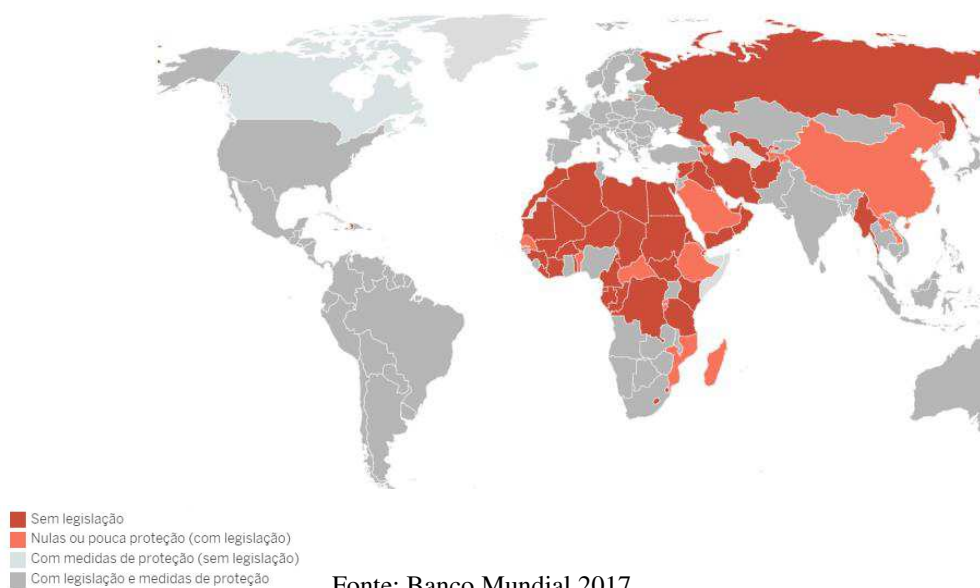 Sem legislação
Nulas ou pouca proteção (com legislação)
Com medidas de proteção (sem legislação)
Com legislação e medidas de proteção
Fonte: Banco Mundial 2017